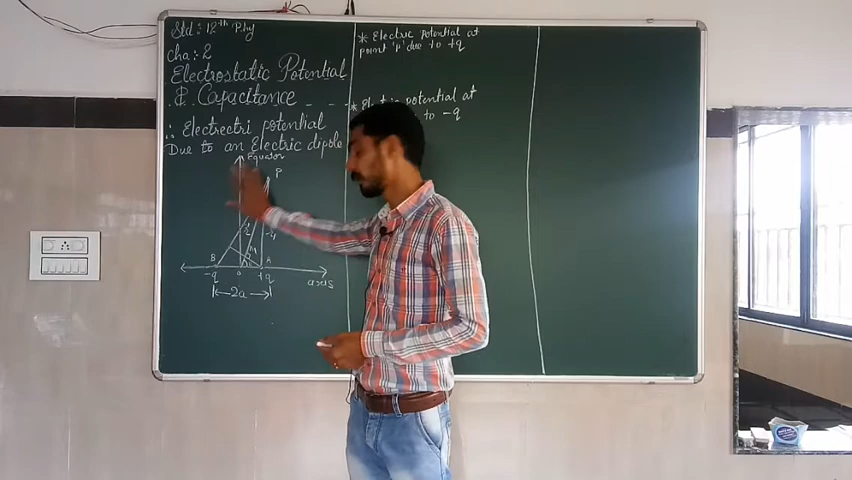 Std:- 12th Phy
cha:- 2
Electrostatic Potential
& Capacitance
∴ Electrectri potential
Due to an Electric dipole
Equator
P
B
O
A
-q
+q
axis
2a
* Electric Potential at
point 'p' due to +q
* potential at
to -q